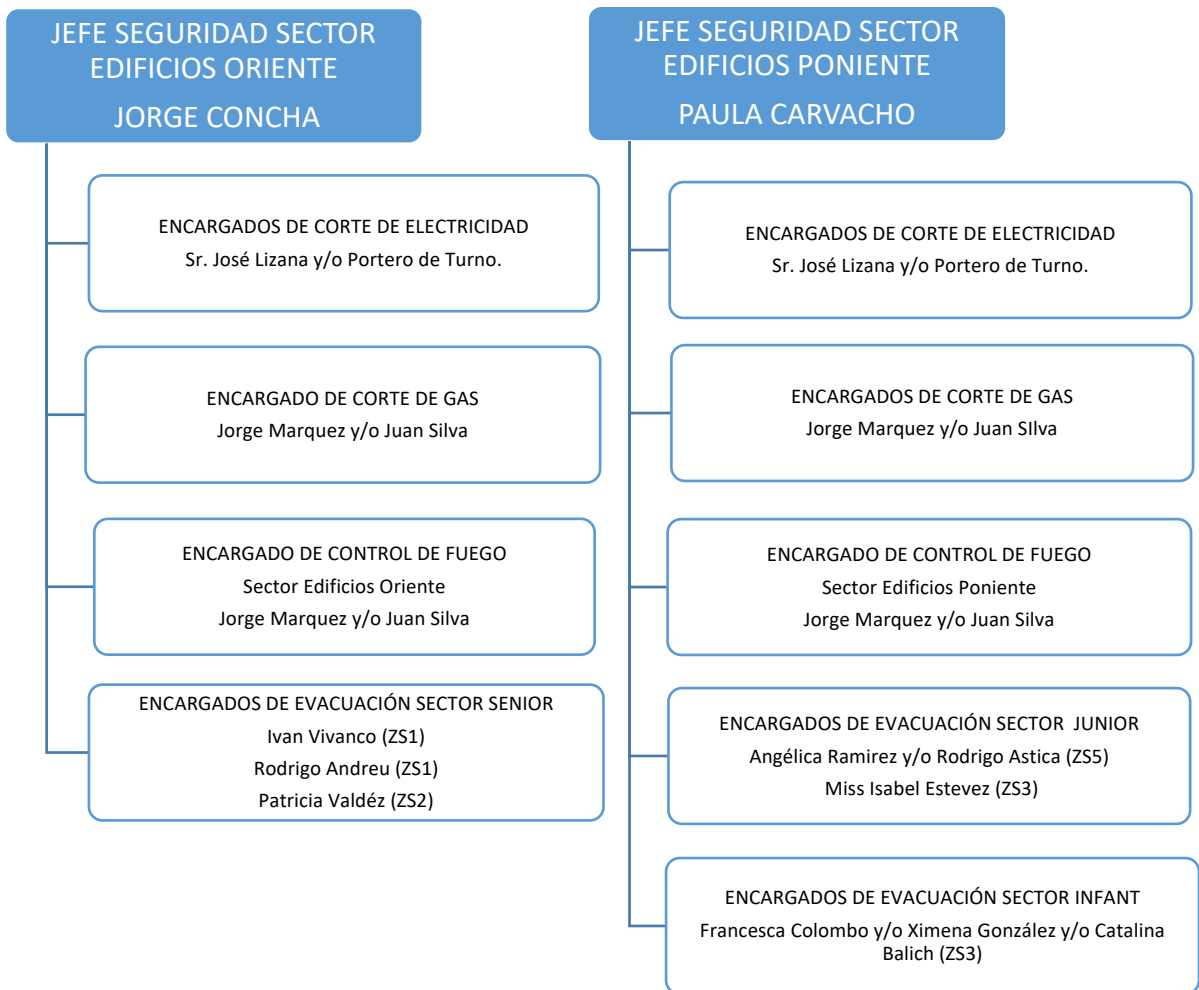 JEFE SEGURIDAD SECTOR
EDIFICIOS ORIENTE
JORGE CONCHA
ENCARGADOS DE CORTE DE ELECTRICIDAD
Sr. José Lizana y/o Portero de Turno.
ENCARGADO DE CORTE DE GAS
Jorge Marquez y/o Juan Silva
ENCARGADO DE CONTROL DE FUEGO
Sector Edificios Oriente
Jorge Marquez y/o Juan Silva
ENCARGADOS DE EVACUACIÓN SECTOR SENIOR
Ivan Vivanco (ZS1)
Rodrigo Andreu (ZS1)
Patricia Valdéz (ZS2)
JEFE SEGURIDAD SECTOR
EDIFICIOS PONIENTE
PAULA CARVACHO
ENCARGADOS DE CORTE DE ELECTRICIDAD
Sr. José Lizana y/o Portero de Turno.
ENCARGADOS DE CORTE DE GAS
Jorge Marquez y/o Juan SIlva
ENCARGADO DE CONTROL DE FUEGO
Sector Edificios Poniente
Jorge Marquez y/o Juan Silva
ENCARGADOS DE EVACUACIÓN SECTOR  JUNIOR
Angélica Ramirez y/o Rodrigo Astica (ZS5)
Miss Isabel Estevez (ZS3)
ENCARGADOS DE EVACUACIÓN SECTOR INFANT
Francesca Colombo y/o Ximena González y/o Catalina
Balich (ZS3)